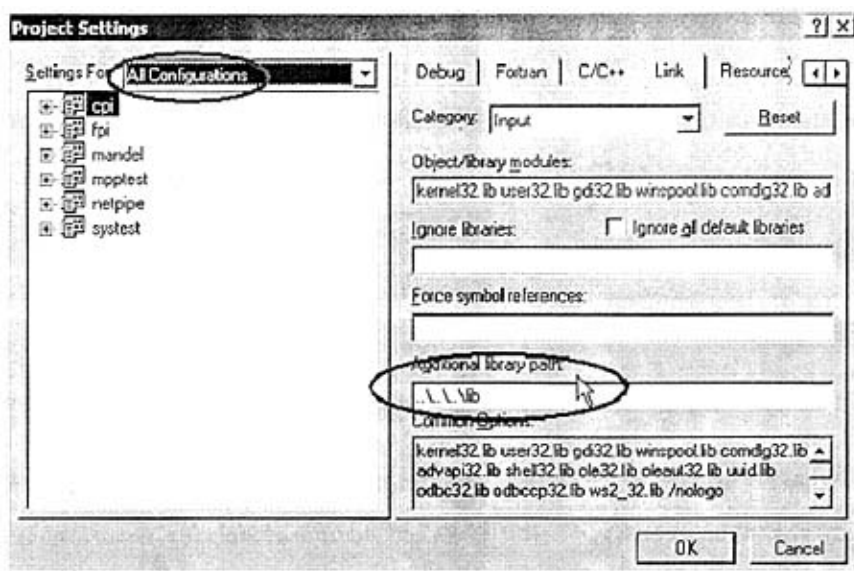 Project Settings
Settings For: All Configurations
cpi
fpi
mandel
mpptest
netpipe
systest
Debug Fortran C/C++ Link Resource
Category: Input Reset
Object/library modules:
kernel32.lib user32.lib gdi32.lib winspool.lib comdlg32.lib ad
Ignore libraries: Ignore all default libraries
Force symbol references:
Additional library path:
..\..\..\lib
Common Options:
kernel32.lib user32.lib gdi32.lib winspool.lib comdlg32.lib
advapi32.lib shell32.lib ole32.lib oleaut32.lib uuid.lib
odbc32.lib odbccp32.lib ws2_32.lib /nologo
OK Cancel